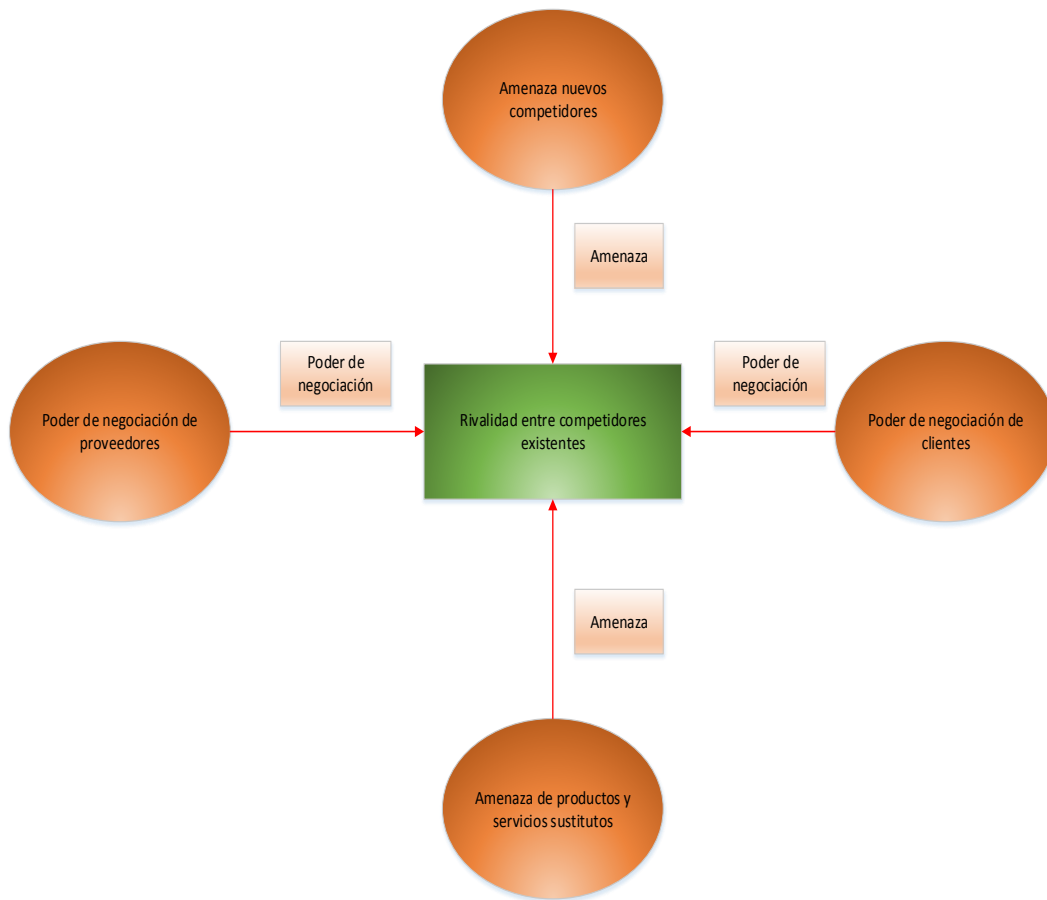 Amenaza nuevos
competidores
Amenaza
Poder de
negociación
Poder de
negociación
Poder de negociación de
proveedores
Rivalidad entre competidores
existentes
Poder de negociación de
clientes
Amenaza
Amenaza de productos y
servicios sustitutos